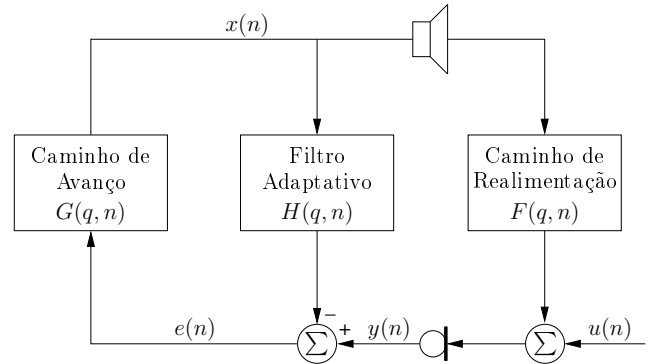 x(n)
Caminho de
Avanço
G(q, n)
Filtro
Adaptativo
H(q, n)
Caminho de
Realimentação
F(q, n)
e(n)
∑
−
+
y(n)
∑
u(n)